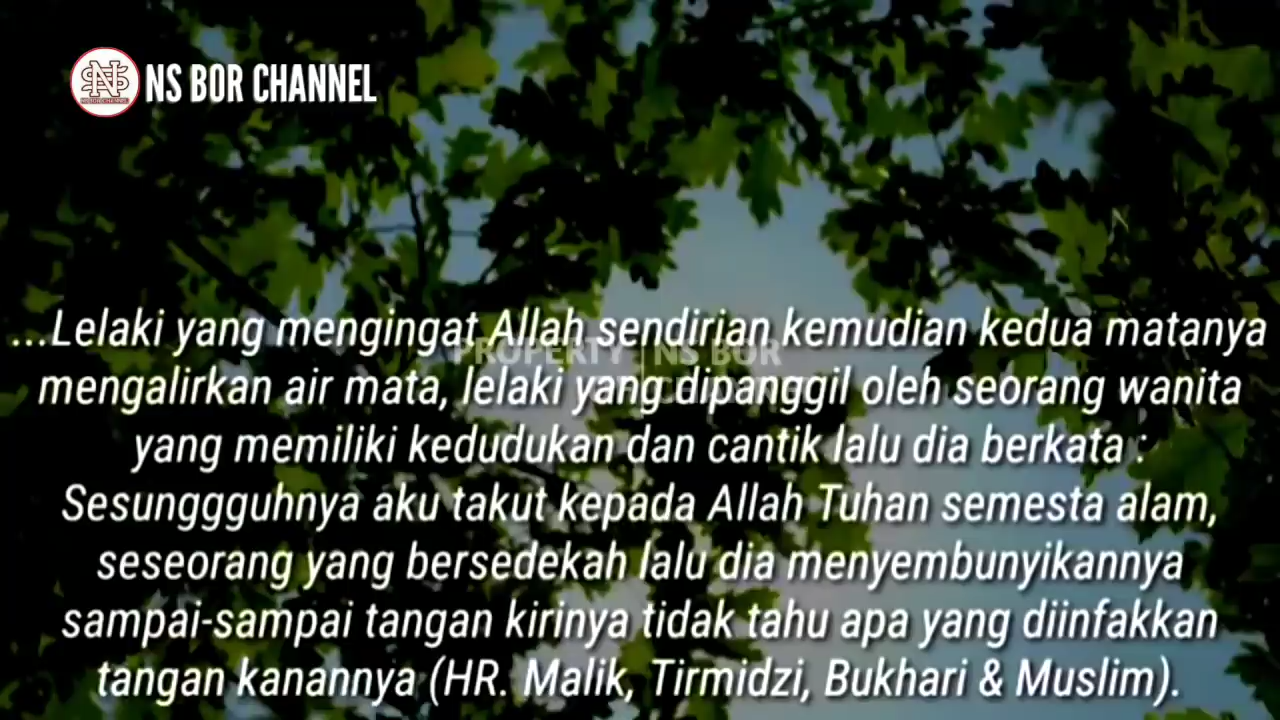 NS BOR CHANNEL
...Lelaki yang mengingat Allah sendirian kemudian kedua matanya
PROPERTY NS BOR
mengalirkan air mata, lelaki yang dipanggil oleh seorang wanita
yang memiliki kedudukan dan cantik lalu dia berkata :
Sesungggguhnya aku takut kepada Allah Tuhan semesta alam,
seseorang yang bersedekah lalu dia menyembunyikannya
sampai-sampai tangan kirinya tidak tahu apa yang diinfakkan
tangan kanannya (HR. Malik, Tirmidzi, Bukhari & Muslim).